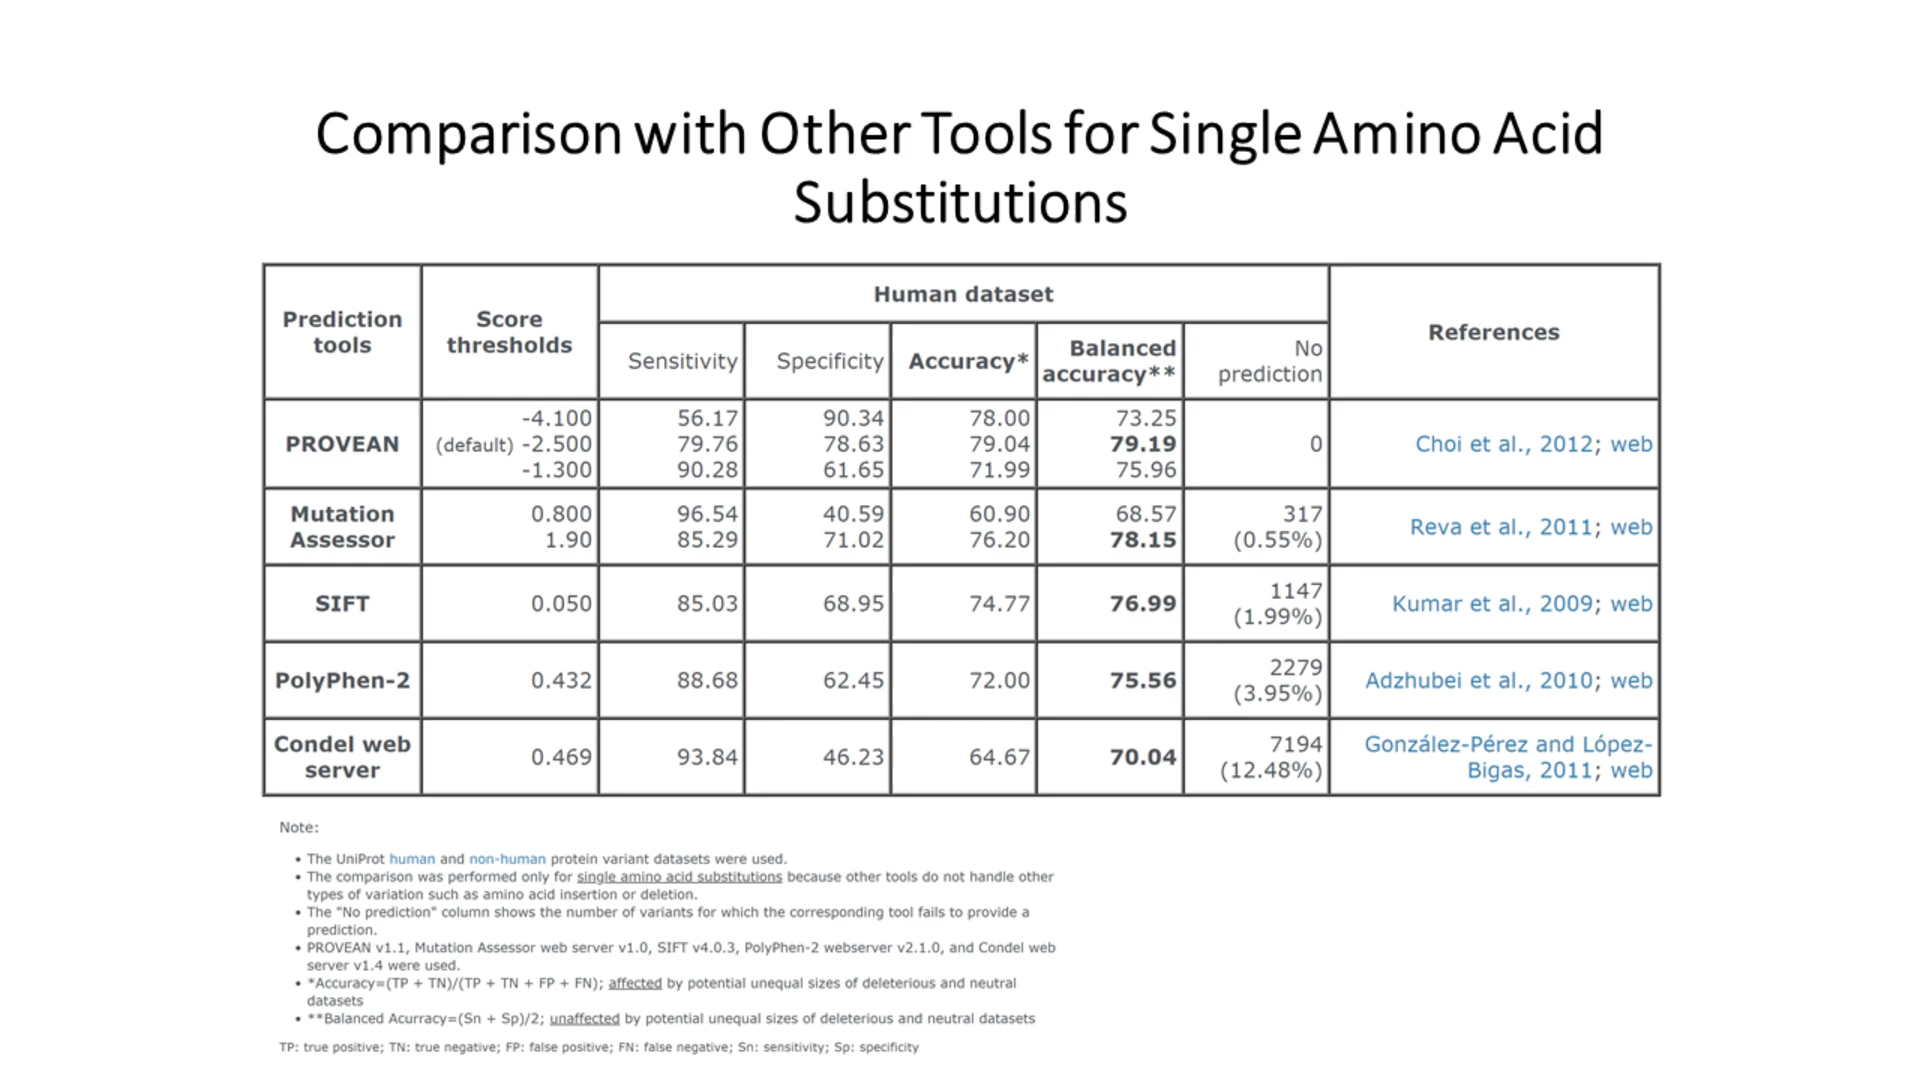 Comparison with Other Tools for Single Amino Acid
Substitutions
Prediction tools
Score thresholds
Human dataset
References
Sensitivity
Specificity
Accuracy*
Balanced accuracy**
No prediction
PROVEAN
-4.100 56.17 90.34 78.00 73.25
(default) -2.500 79.76 78.63 79.04 79.19 0 Choi et al., 2012; web
-1.300 90.28 61.65 71.99 75.96
Mutation 0.800 96.54 40.59 60.90 68.57 317
Assessor 1.90 85.29 71.02 76.20 78.15 (0.55%)
Reva et al., 2011; web
SIFT 0.050 85.03 68.95 74.77 76.99 1147
(1.99%)
Kumar et al., 2009; web
PolyPhen-2 0.432 88.68 62.45 72.00 75.56 2279
(3.95%)
Adzhubei et al., 2010; web
Condel web
server
0.469 93.84 46.23 64.67 70.04
7194
(12.48%)
González-Pérez and López-
Bigas, 2011; web
Note:
• The UniProt human and non-human protein variant datasets were used.
• The comparison was performed only for single amino acid substitutions because other tools do not handle other
types of variation such as amino acid insertion or deletion.
• The "No prediction" column shows the number of variants for which the corresponding tool fails to provide a
prediction.
• PROVEAN v1.1, Mutation Assessor web server v1.0, SIFT v4.0.3, PolyPhen-2 webserver v2.1.0, and Condel web
server v1.4 were used.
• *Accuracy=(TP + TN)/(TP + TN + FP + FN); affected by potential unequal sizes of deleterious and neutral
datasets
• **Balanced Acurracy=(Sn + Sp)/2; unaffected by potential unequal sizes of deleterious and neutral datasets
TP: true positive; TN: true negative; FP: false positive; FN: false negative; Sn: sensitivity; Sp: specificity